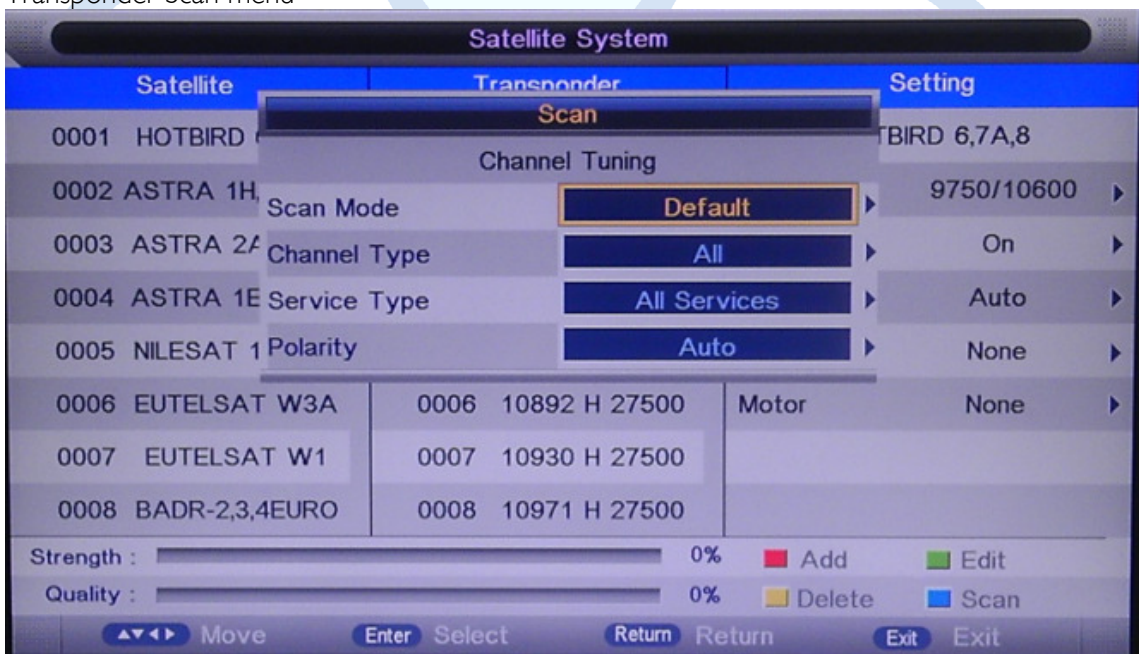 Transponder Scan menu
Satellite System
Satellite Transponder Setting
Scan
0001 HOTBIRD TBIRD 6,7A,8
Channel Tuning
0002 ASTRA 1H, Scan Mode Default 9750/10600
0003 ASTRA 2A Channel Type All On
0004 ASTRA 1E Service Type All Services Auto
0005 NILESAT 1 Polarity Auto None
0006 EUTELSAT W3A 0006 10892 H 27500 Motor None
0007 EUTELSAT W1 0007 10930 H 27500
0008 BADR-2,3,4EURO 0008 10971 H 27500
Strength : 0% Add Edit
Quality : 0% Delete Scan
Move Enter Select Return Return Exit Exit